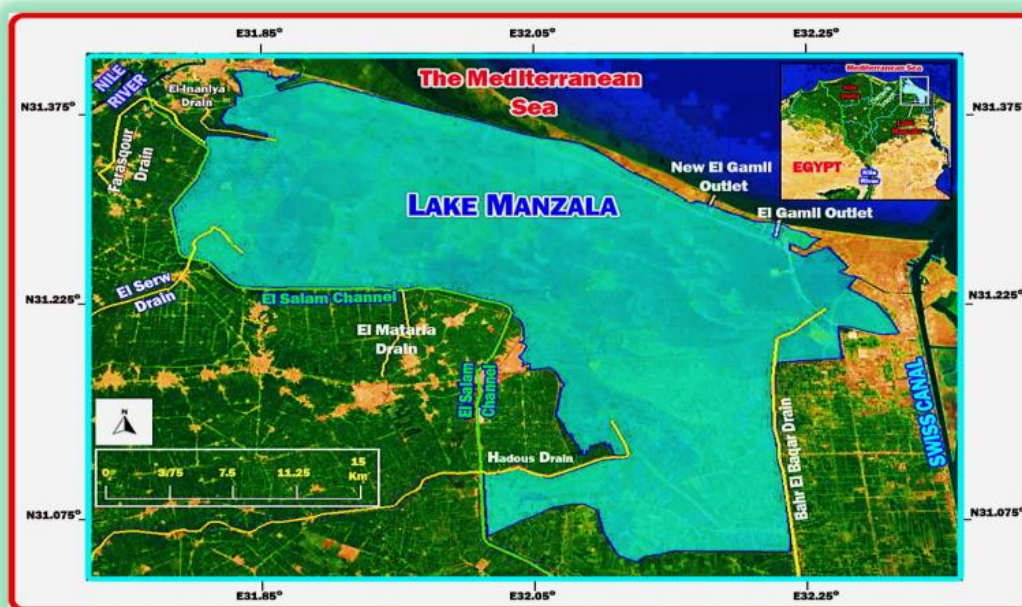 E31.85°
E32.05°
E32.25°
N31.375°
N31.375°
NILE
RIVER
El Inaniya
Drain
The Mediterranean
Sea
Mediterranean Sea
EGYPT
Nile
River
Farasqour
Drain
New El Gamil
Outlet
LAKE MANZALA
El Gamil Outlet
El Serw
Drain
El Salam Channel
N31.225°
N31.225°
El Mataria
Drain
El Salam
Channel
SWISS CANAL
N
Bahr El Baqar Drain
Hadous Drain
0 3.75 7.5 11.25 15
Km
N31.075°
N31.075°
E31.85°
E32.05°
E32.25°